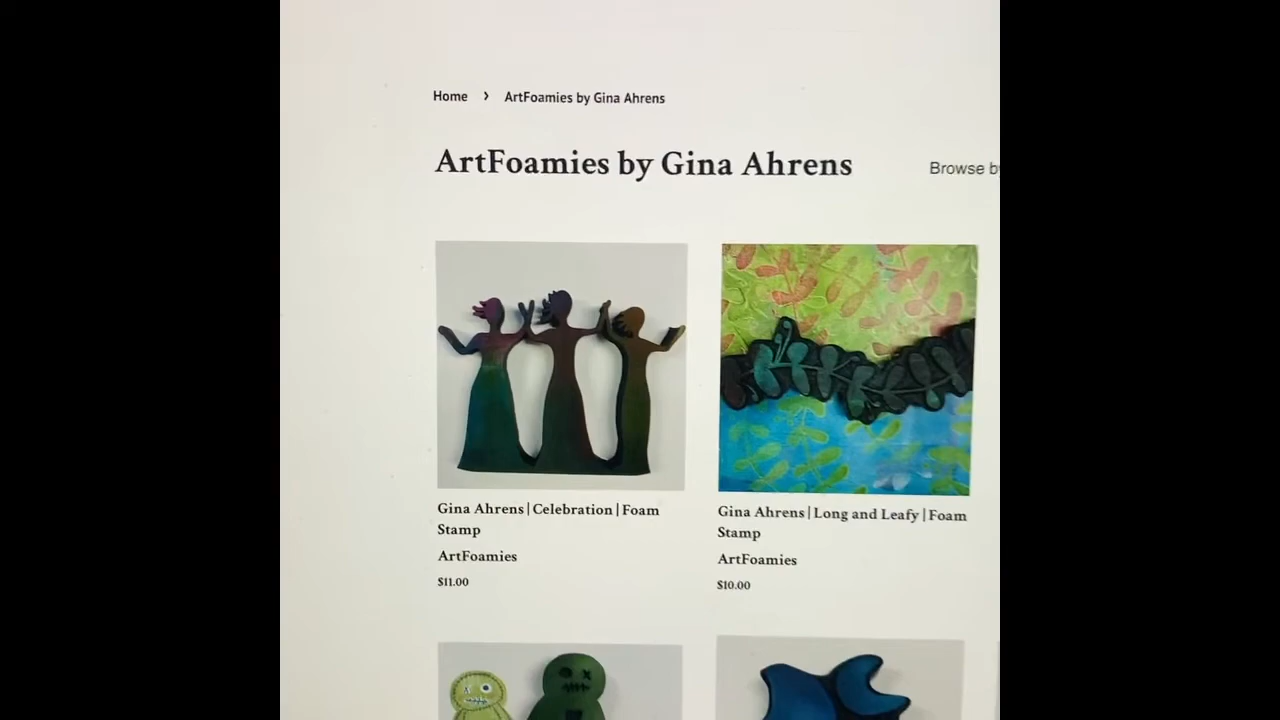 Home > ArtFoamies by Gina Ahrens
ArtFoamies by Gina Ahrens
Browse
Gina Ahrens | Celebration | Foam
Stamp
ArtFoamies
$11.00
Gina Ahrens | Long and Leafy | Foam
Stamp
ArtFoamies
$10.00